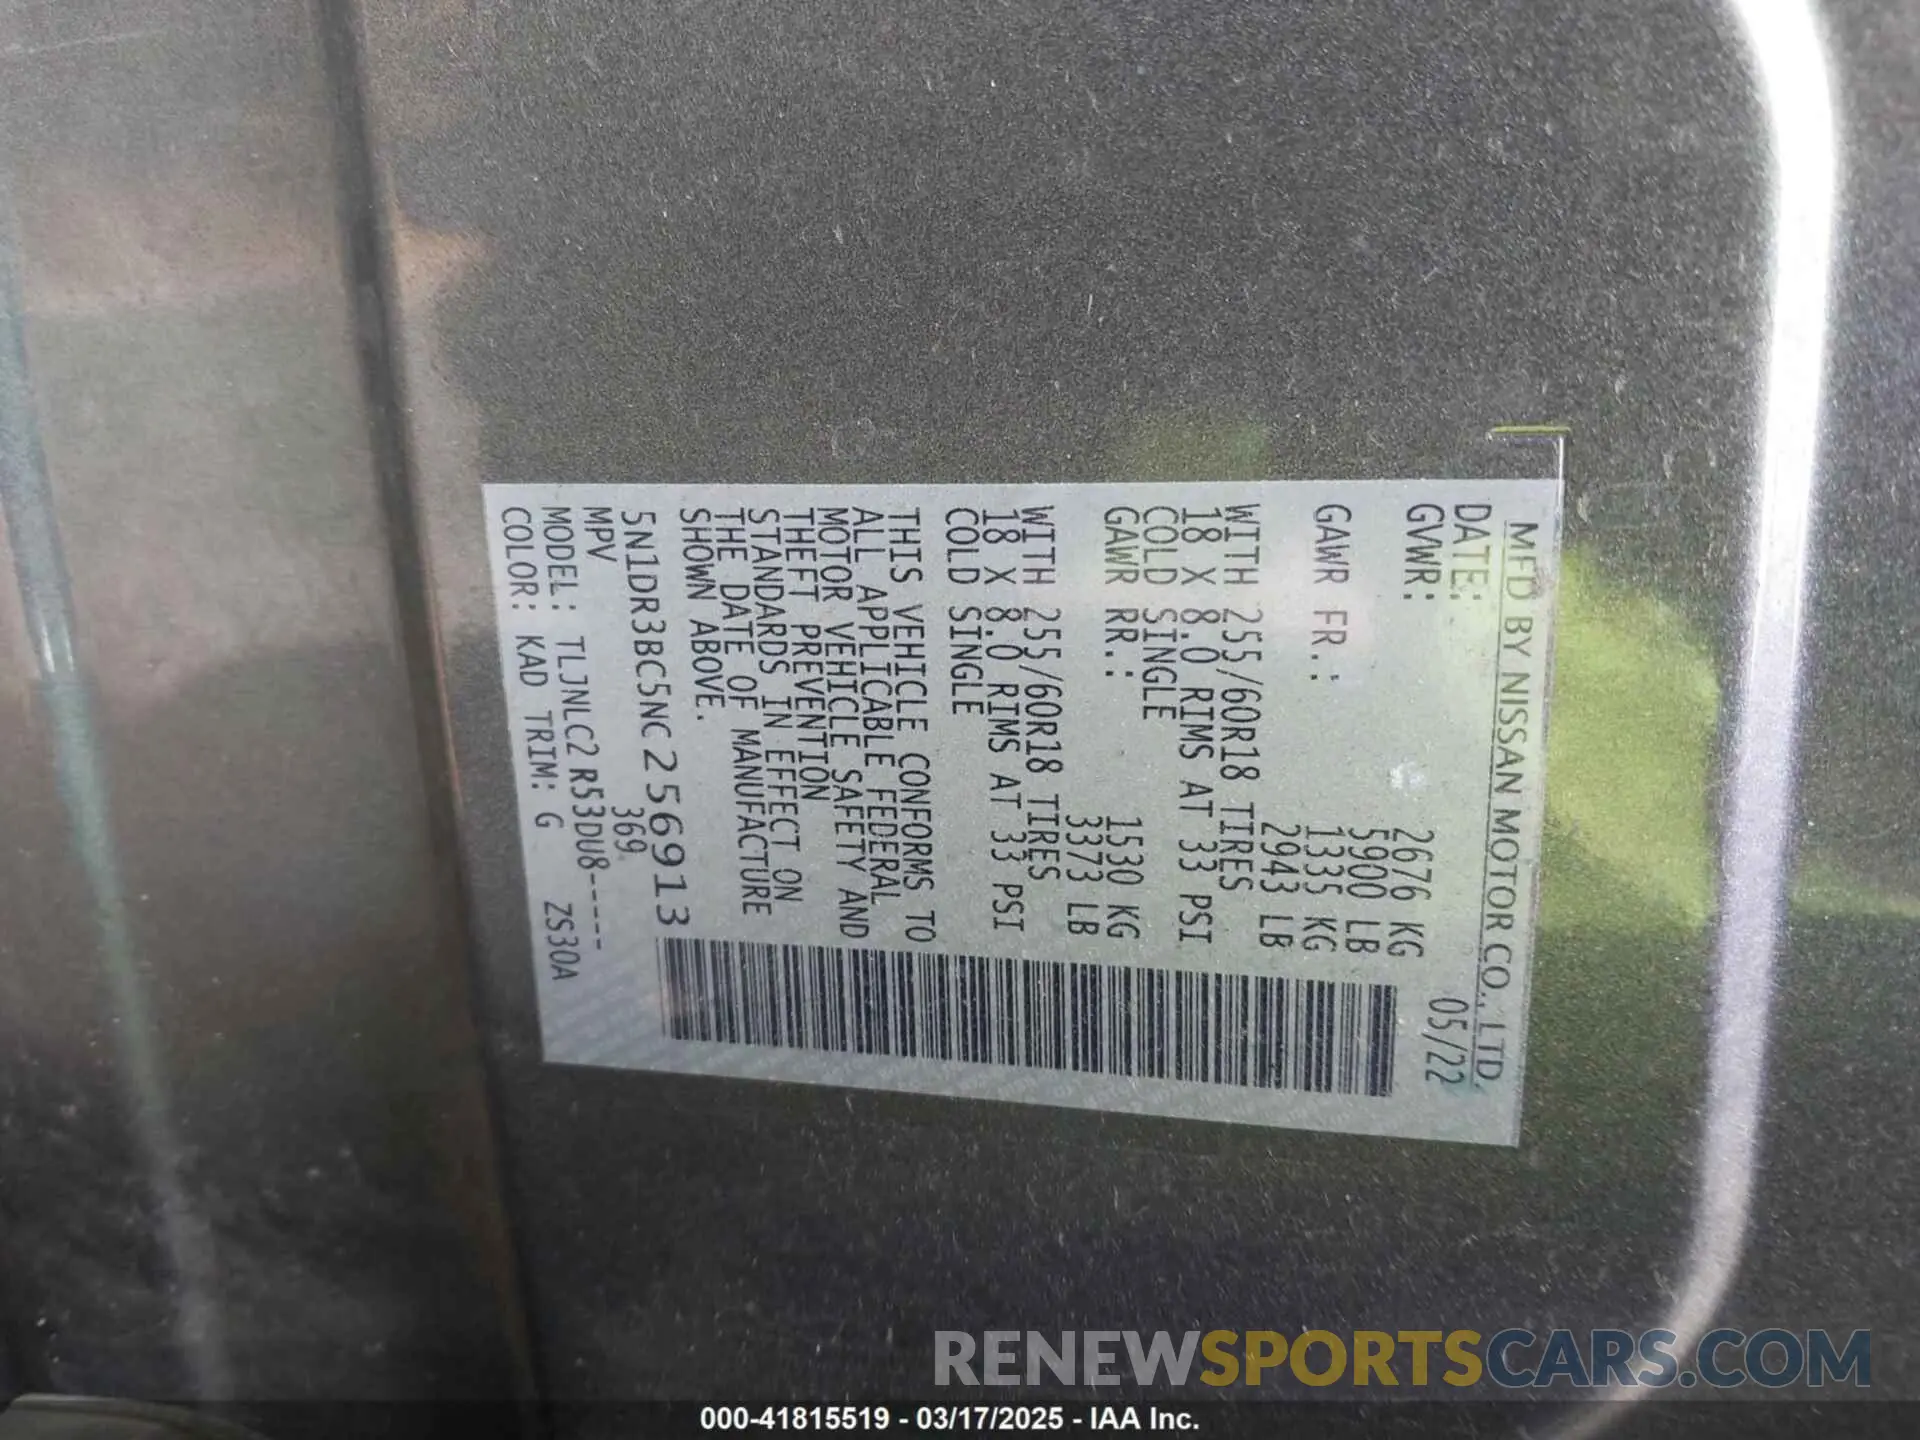 MFD BY NISSAN MOTOR CO., LTD.
DATE: 05/22
GVWR: 2676 KG
5900 LB
GAWR FR.: 1335 KG
2943 LB
WITH 255/60R18 TIRES
18 X 8.0 RIMS AT 33 PSI
COLD SINGLE
GAWR RR.: 1530 KG
3373 LB
WITH 255/60R18 TIRES
18 X 8.0 RIMS AT 33 PSI
COLD SINGLE
THIS VEHICLE CONFORMS TO
ALL APPLICABLE FEDERAL
MOTOR VEHICLE SAFETY AND
THEFT PREVENTION
STANDARDS IN EFFECT ON
THE DATE OF MANUFACTURE
SHOWN ABOVE.
5N1DR3BC5NC256913
MPV 369
MODEL: TLJNLC2 R53DU8-----
COLOR: KAD TRIM: G ZS30A
RENEWSPORTSCARS.COM
000-41815519 - 03/17/2025 - IAA Inc.